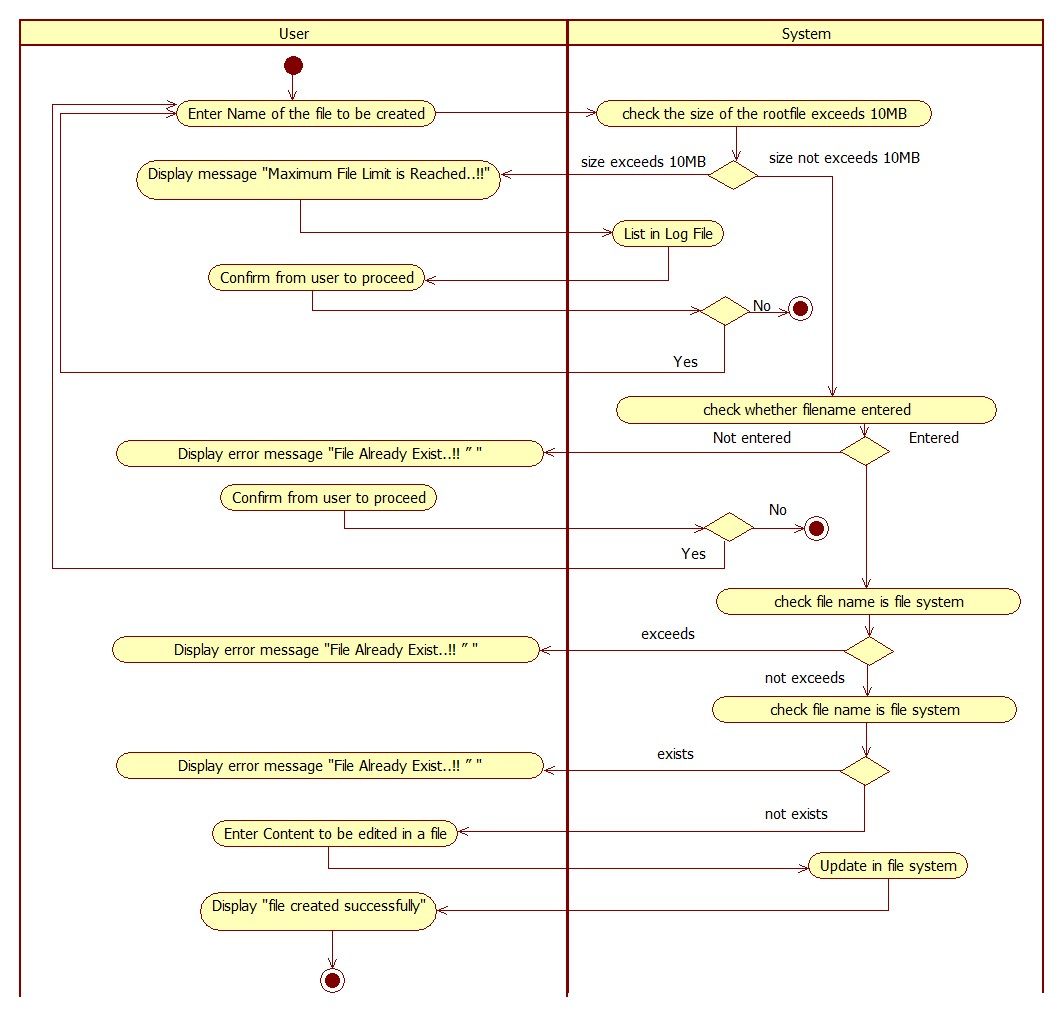 User
System
Enter Name of the file to be created
check the size of the rootfile exceeds 10MB
size exceeds 10MB
size not exceeds 10MB
Display message "Maximum File Limit is Reached..!!"
List in Log File
Confirm from user to proceed
No
Yes
check whether filename entered
Not entered
Entered
Display error message "File Already Exist..!! ” "
Confirm from user to proceed
No
Yes
check file name is file system
exceeds
Display error message "File Already Exist..!! ” "
not exceeds
check file name is file system
exists
Display error message "File Already Exist..!! ” "
not exists
Enter Content to be edited in a file
Update in file system
Display "file created successfully"